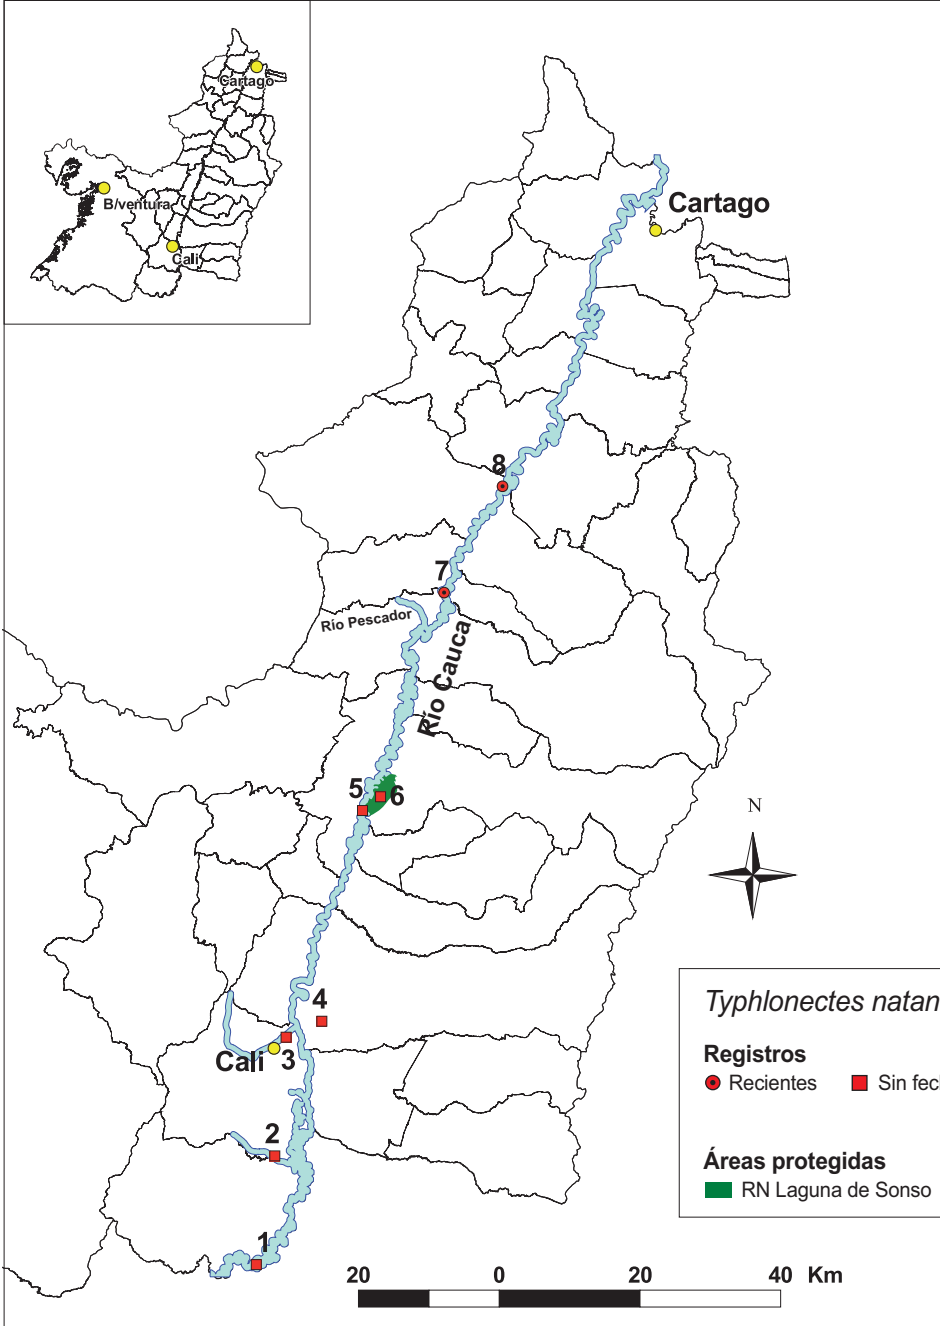 Cartago
B/ventura
Cali
Cartago
8
7
Río Pescador
Río Cauca
5
6
N
4
Cali
3
2
1
Typhlonectes natan
Registros
Recientes
Sin fech
Áreas protegidas
RN Laguna de Sonso
20 0 20 40 Km